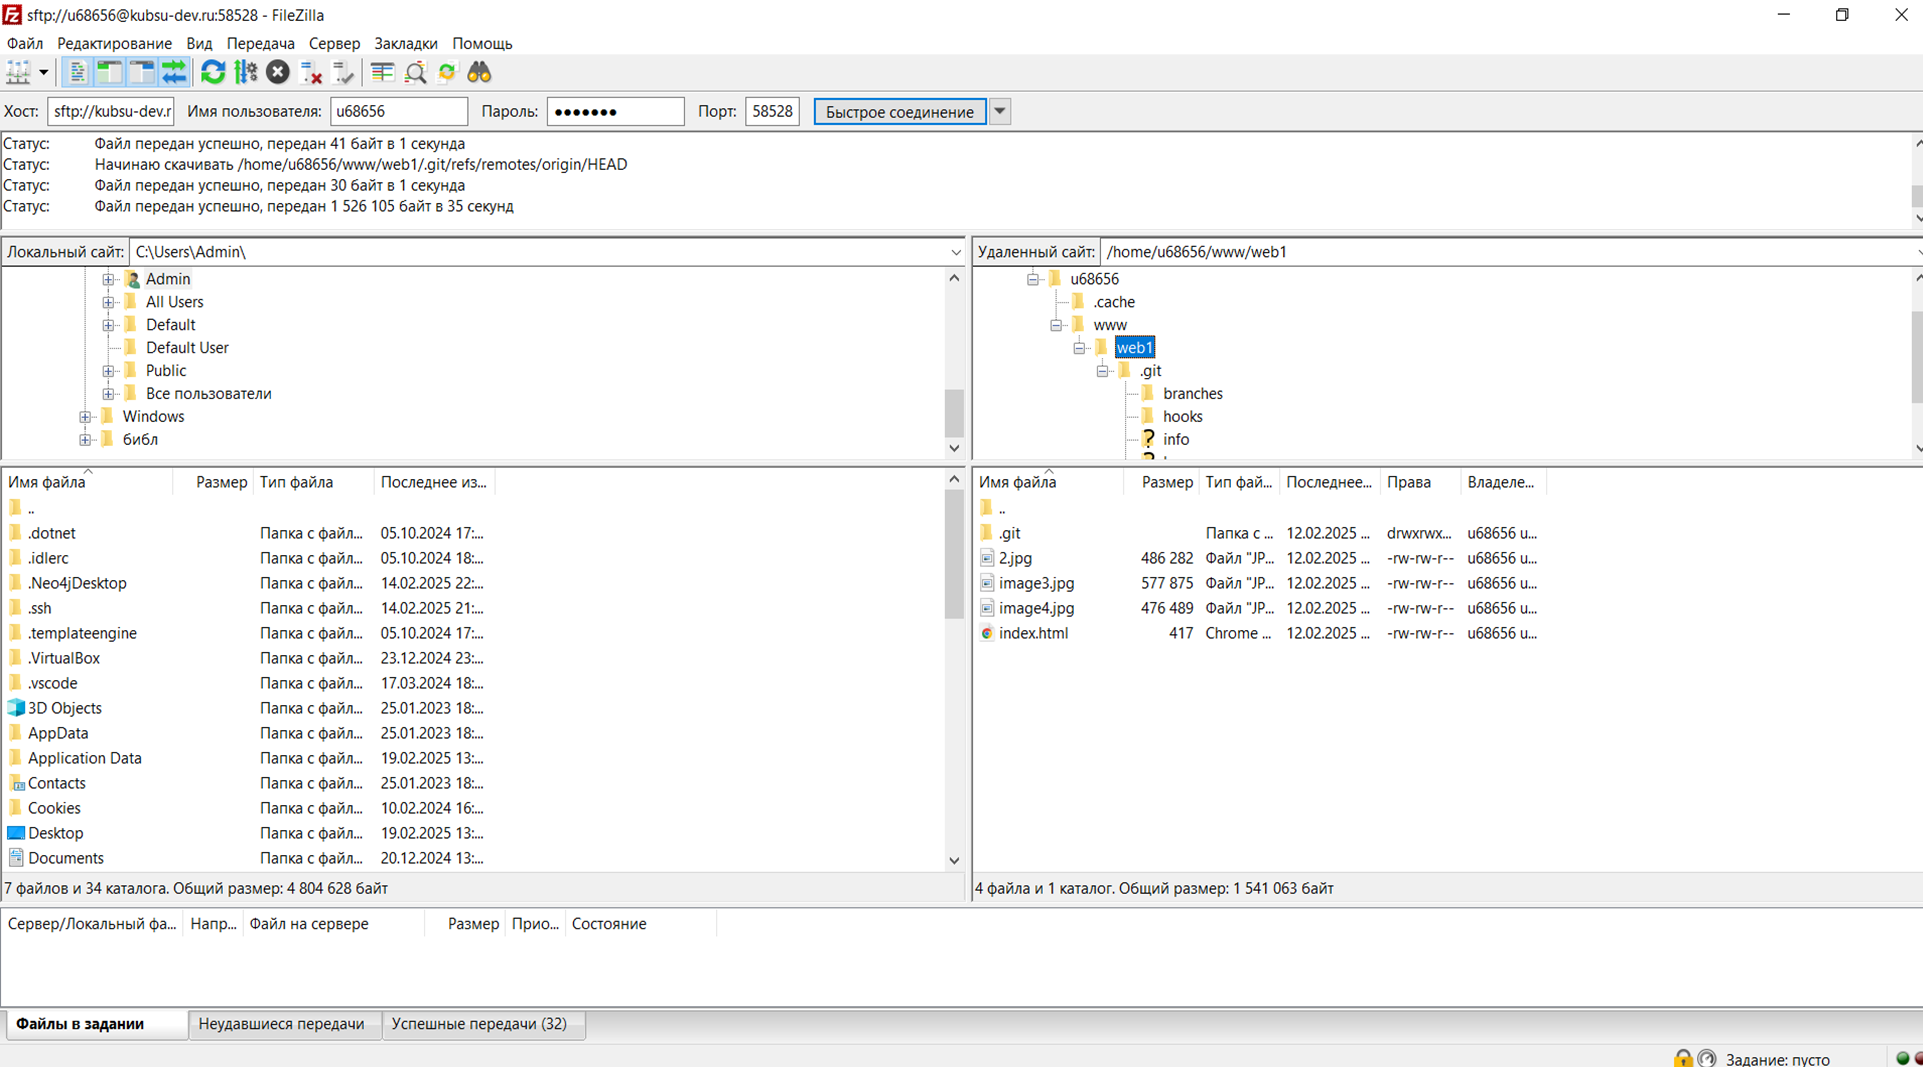 sftp://u68656@kubsu-dev.ru:58528 - FileZilla
Файл Редактирование Вид Передача Сервер Закладки Помощь
Хост: sftp://kubsu-dev.r Имя пользователя: u68656 Пароль: ●●●●●●● Порт: 58528 Быстрое соединение
Статус: Файл передан успешно, передан 41 байт в 1 секунда
Статус: Начинаю скачивать /home/u68656/www/web1/.git/refs/remotes/origin/HEAD
Статус: Файл передан успешно, передан 30 байт в 1 секунда
Статус: Файл передан успешно, передан 1 526 105 байт в 35 секунд
Локальный сайт: C:\Users\Admin\
Admin
All Users
Default
Default User
Public
Все пользователи
Windows
библ
Удаленный сайт: /home/u68656/www/web1
u68656
.cache
www
web1
.git
branches
hooks
info
Имя файла Размер Тип файла Последнее из...
..
.dotnet Папка с файл... 05.10.2024 17:...
.idlerc Папка с файл... 05.10.2024 18:...
.Neo4jDesktop Папка с файл... 14.02.2025 22:...
.ssh Папка с файл... 14.02.2025 21:...
.templateengine Папка с файл... 05.10.2024 17:...
.VirtualBox Папка с файл... 23.12.2024 23:...
.vscode Папка с файл... 17.03.2024 18:...
3D Objects Папка с файл... 25.01.2023 18:...
AppData Папка с файл... 25.01.2023 18:...
Application Data Папка с файл... 19.02.2025 13:...
Contacts Папка с файл... 25.01.2023 18:...
Cookies Папка с файл... 10.02.2024 16:...
Desktop Папка с файл... 19.02.2025 13:...
Documents Папка с файл... 20.12.2024 13:...
7 файлов и 34 каталога. Общий размер: 4 804 628 байт
Имя файла Размер Тип фай... Последнее... Права Владеле...
..
.git Папка с ... 12.02.2025 ... drwxrwx... u68656 u...
2.jpg 486 282 Файл "JP... 12.02.2025 ... -rw-rw-r-- u68656 u...
image3.jpg 577 875 Файл "JP... 12.02.2025 ... -rw-rw-r-- u68656 u...
image4.jpg 476 489 Файл "JP... 12.02.2025 ... -rw-rw-r-- u68656 u...
index.html 417 Chrome ... 12.02.2025 ... -rw-rw-r-- u68656 u...
4 файла и 1 каталог. Общий размер: 1 541 063 байт
Сервер/Локальный фа... Напр... Файл на сервере Размер Прио... Состояние
Файлы в задании Неудавшиеся передачи Успешные передачи (32)
Задание: пусто